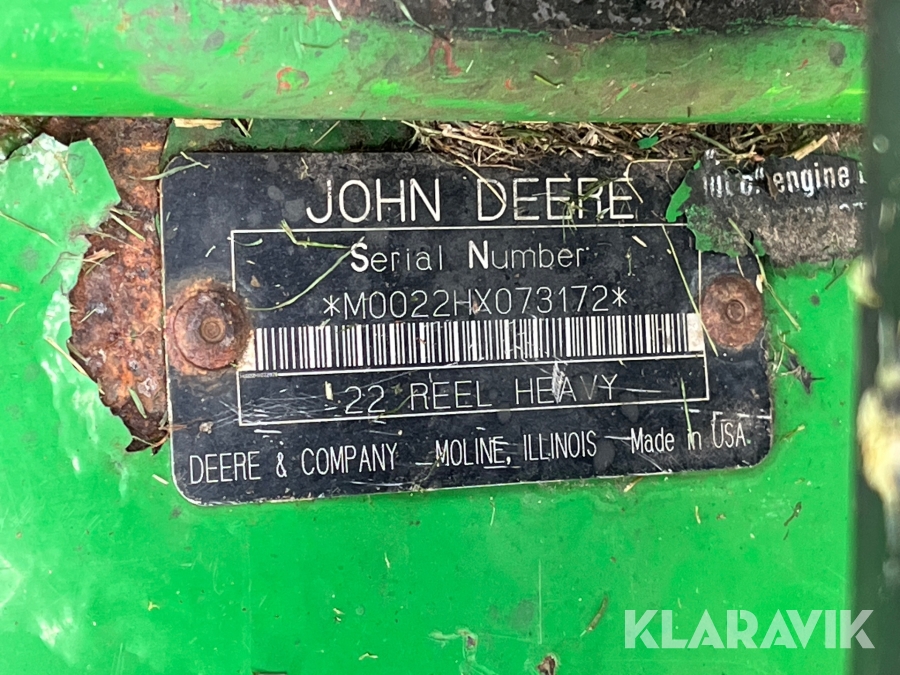 JOHN DEERE
Serial Number
*M0022HX073172*
22 REEL HEAVY
DEERE & COMPANY MOLINE, ILLINOIS Made in USA
engine
KLARAVIK